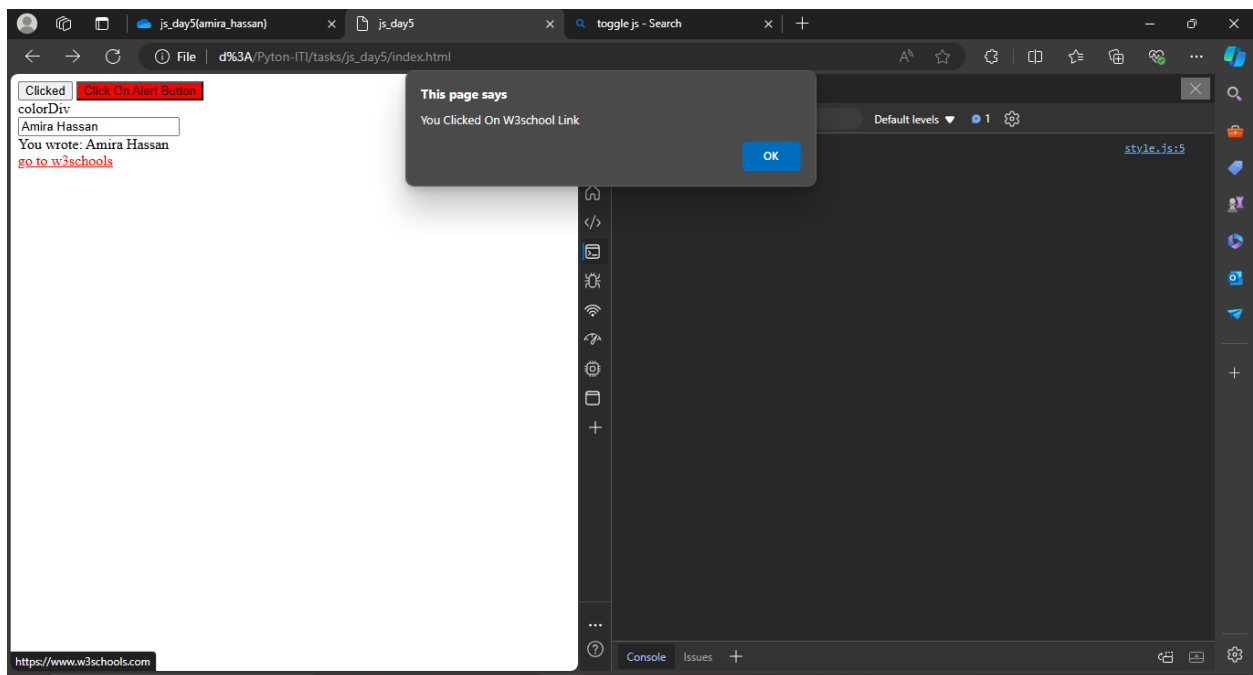 js_day5(amira_hassan)
js_day5
toggle js - Search
File
d%3A/Pyton-ITI/tasks/js_day5/index.html
Clicked
Click On Alert Button
colorDiv
Amira Hassan
You wrote: Amira Hassan
go to w3schools
This page says
You Clicked On W3school Link
OK
Default levels
1
style.js:5
https://www.w3schools.com
Console
Issues